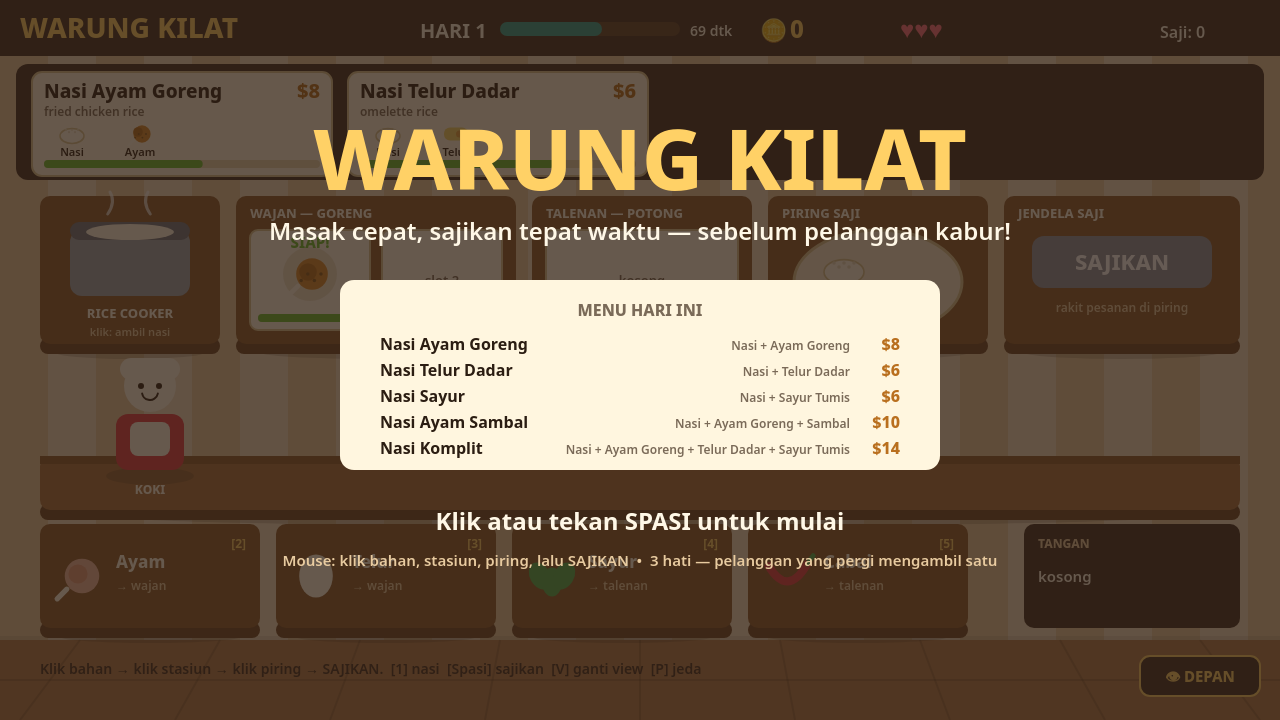 WARUNG KILAT
HARI 1
69 dtk
0
♥♥♥
Saji: 0
Nasi Ayam Goreng $8
fried chicken rice
Nasi
Ayam
Nasi Telur Dadar $6
omelette rice
WARUNG KILAT
WAJAN — GORENG
TALENAN — POTONG
PIRING SAJI
JENDELA SAJI
Masak cepat, sajikan tepat waktu — sebelum pelanggan kabur!
SIAP!
SAJIKAN
rakit pesanan di piring
RICE COOKER
klik: ambil nasi
MENU HARI INI
Nasi Ayam Goreng Nasi + Ayam Goreng $8
Nasi Telur Dadar Nasi + Telur Dadar $6
Nasi Sayur Nasi + Sayur Tumis $6
Nasi Ayam Sambal Nasi + Ayam Goreng + Sambal $10
Nasi Komplit Nasi + Ayam Goreng + Telur Dadar + Sayur Tumis $14
KOKI
Klik atau tekan SPASI untuk mulai
Mouse: klik bahan, stasiun, piring, lalu SAJIKAN • 3 hati — pelanggan yang pergi mengambil satu
[2]
Ayam
→ wajan
[3]
→ wajan
[4]
→ talenan
[5]
→ talenan
TANGAN
kosong
Klik bahan → klik stasiun → klik piring → SAJIKAN. [1] nasi [Spasi] sajikan [V] ganti view [P] jeda
DEPAN